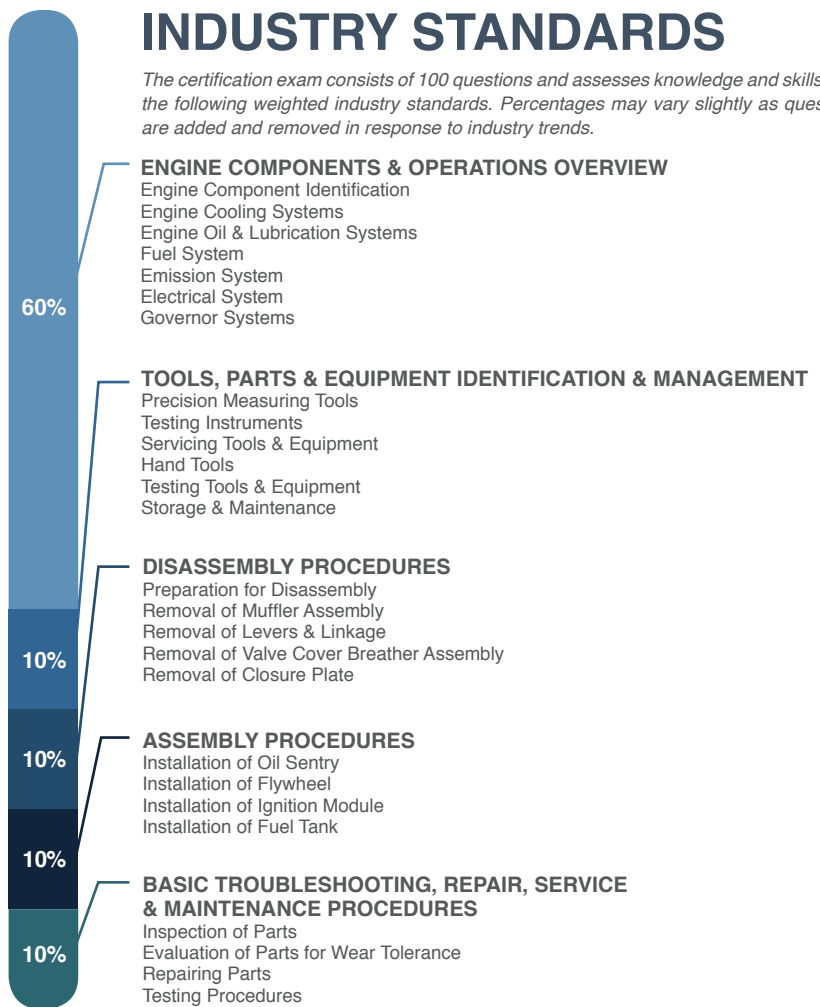 INDUSTRY STANDARDS
The certification exam consists of 100 questions and assesses knowledge and skills
the following weighted industry standards. Percentages may vary slightly as ques
are added and removed in response to industry trends.
ENGINE COMPONENTS & OPERATIONS OVERVIEW
Engine Component Identification
Engine Cooling Systems
Engine Oil & Lubrication Systems
Fuel System
Emission System
Electrical System
Governor Systems
60%
TOOLS, PARTS & EQUIPMENT IDENTIFICATION & MANAGEMENT
Precision Measuring Tools
Testing Instruments
Servicing Tools & Equipment
Hand Tools
Testing Tools & Equipment
Storage & Maintenance
10%
DISASSEMBLY PROCEDURES
Preparation for Disassembly
Removal of Muffler Assembly
Removal of Levers & Linkage
Removal of Valve Cover Breather Assembly
Removal of Closure Plate
10%
ASSEMBLY PROCEDURES
Installation of Oil Sentry
Installation of Flywheel
Installation of Ignition Module
Installation of Fuel Tank
10%
BASIC TROUBLESHOOTING, REPAIR, SERVICE
& MAINTENANCE PROCEDURES
Inspection of Parts
Evaluation of Parts for Wear Tolerance
Repairing Parts
Testing Procedures
10%